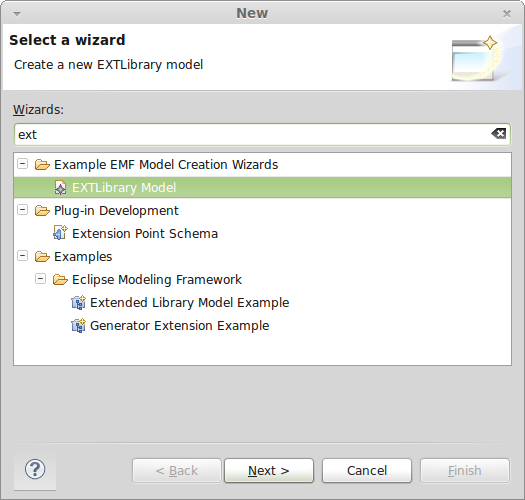 New
Select a wizard
Create a new EXTLibrary model
Wizards:
ext
Example EMF Model Creation Wizards
EXTLibrary Model
Plug-in Development
Extension Point Schema
Examples
Eclipse Modeling Framework
Extended Library Model Example
Generator Extension Example
? < Back Next > Cancel Finish